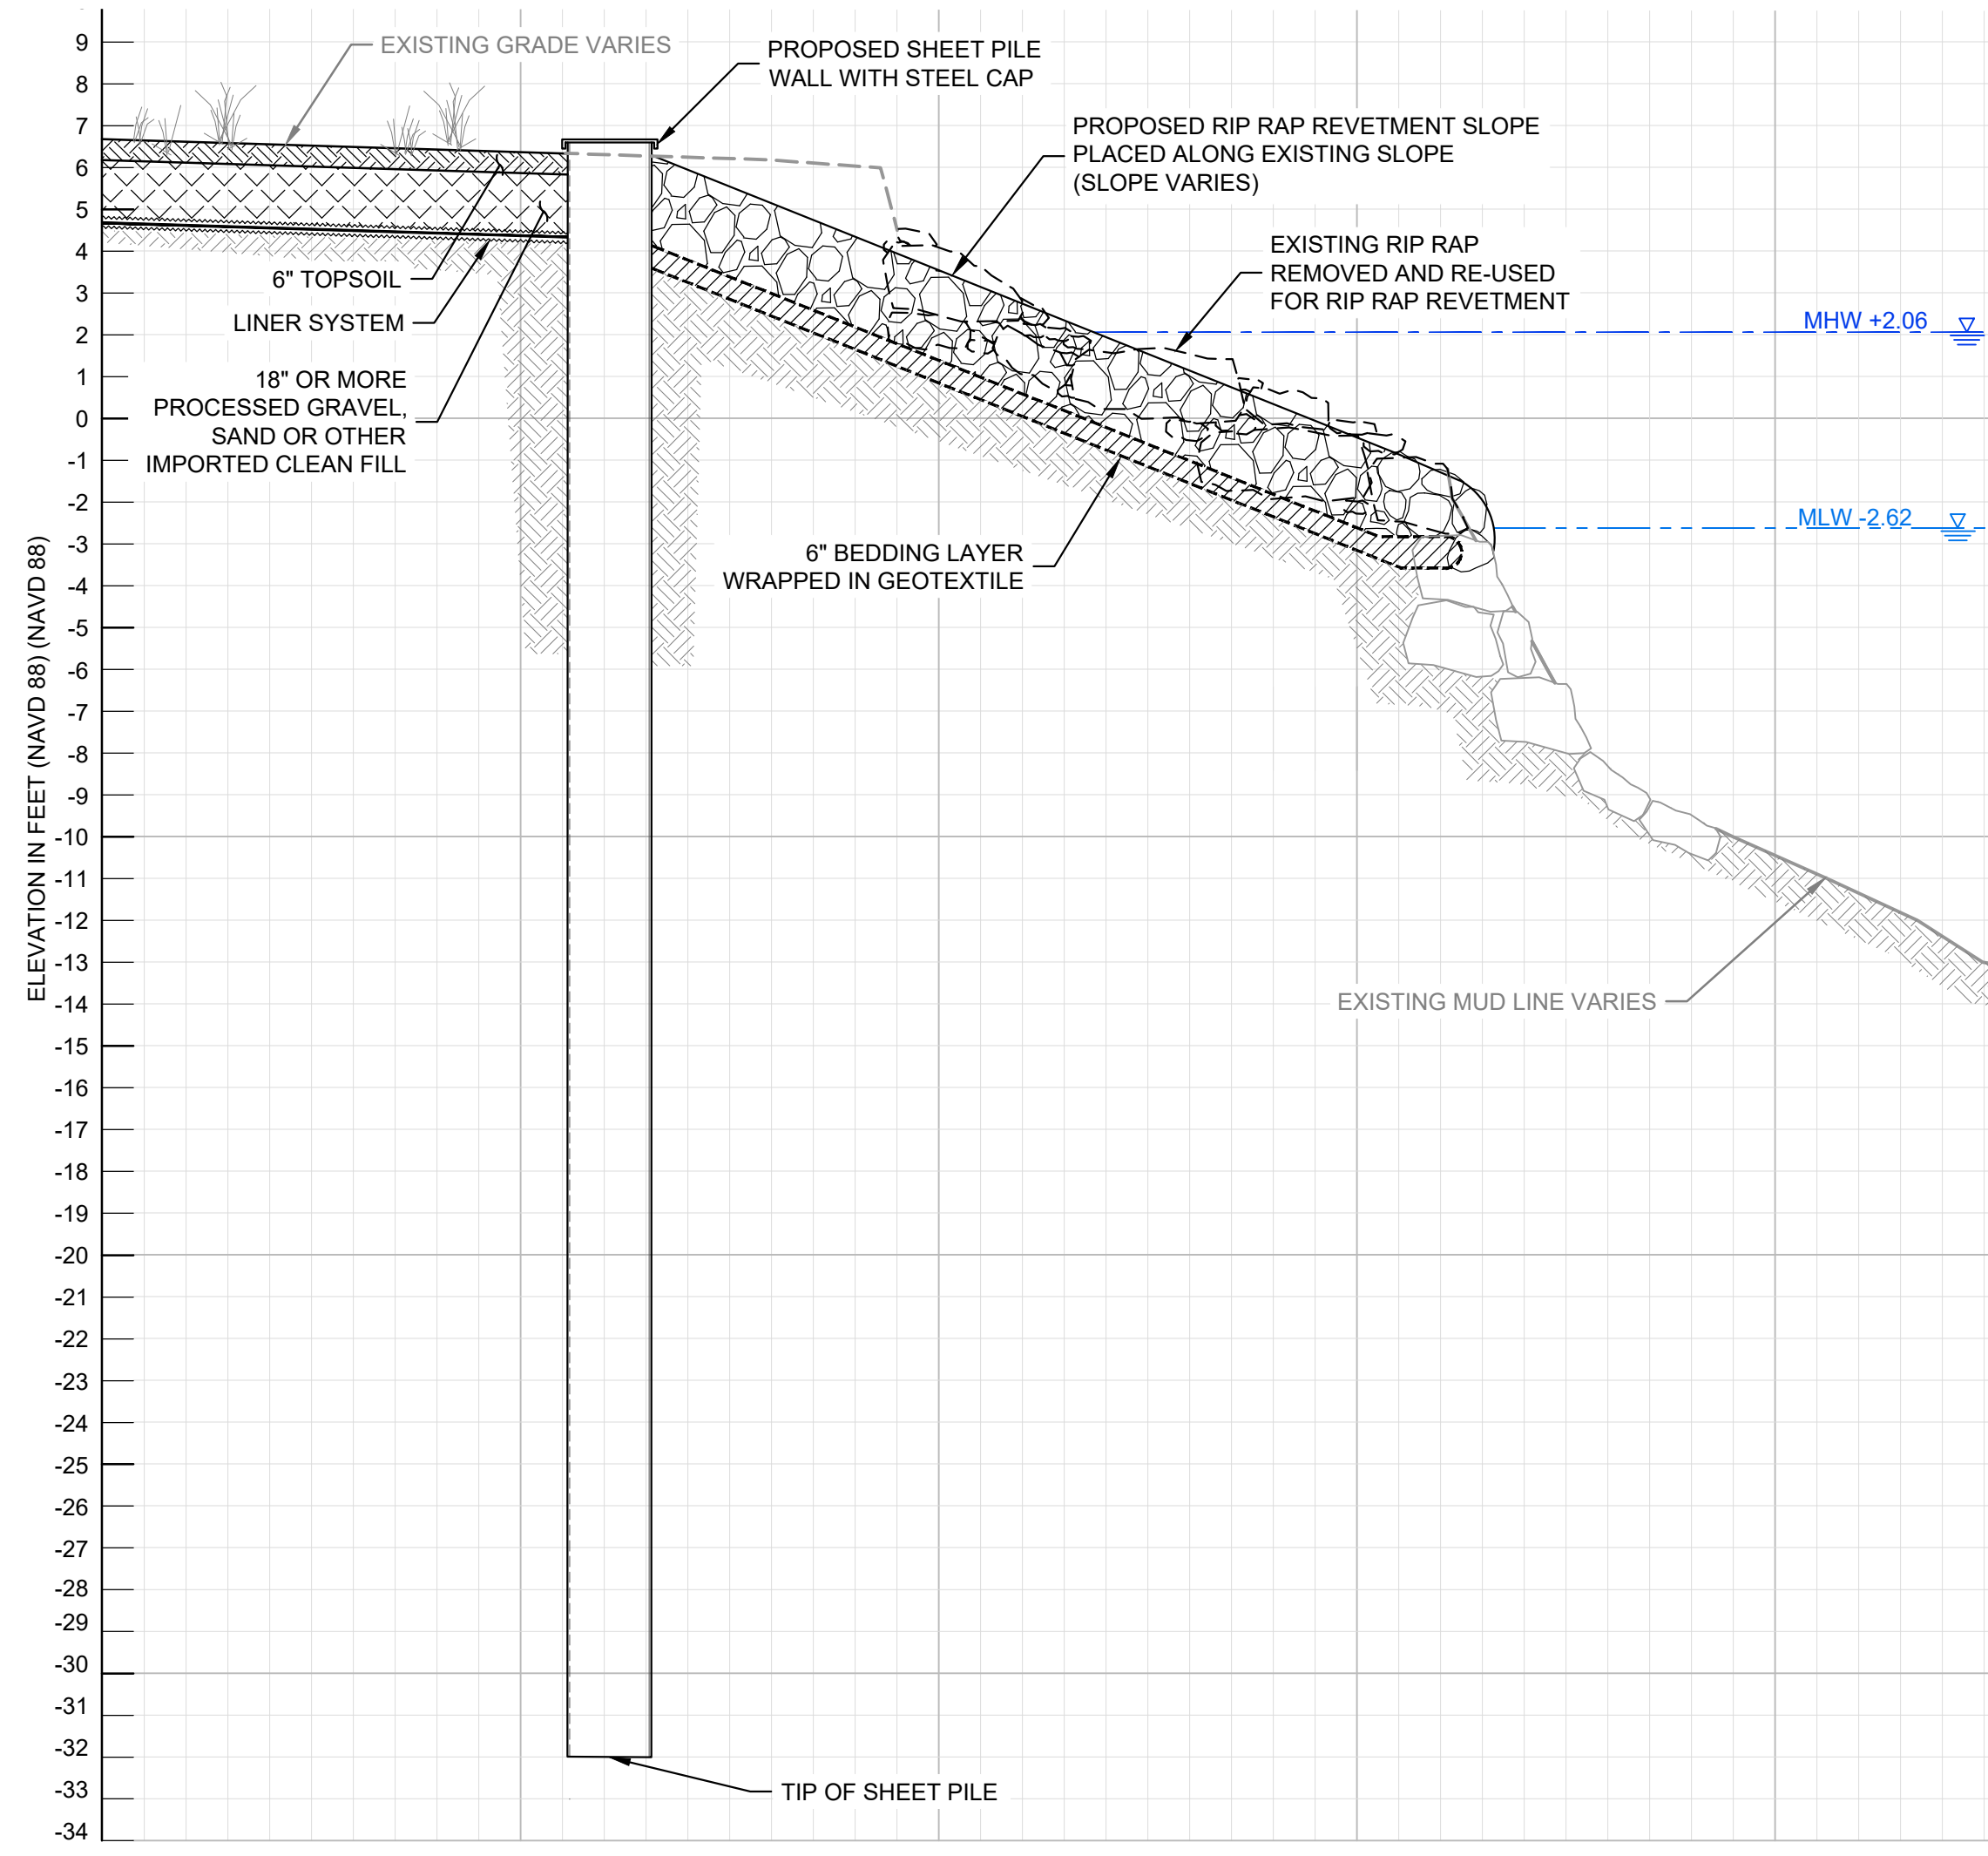 EXISTING GRADE VARIES
PROPOSED SHEET PILE
WALL WITH STEEL CAP
PROPOSED RIP RAP REVETMENT SLOPE
PLACED ALONG EXISTING SLOPE
(SLOPE VARIES)
EXISTING RIP RAP
REMOVED AND RE-USED
FOR RIP RAP REVETMENT
MHW +2.06
MLW -2.62
6" TOPSOIL
LINER SYSTEM
18" OR MORE
PROCESSED GRAVEL,
SAND OR OTHER
IMPORTED CLEAN FILL
6" BEDDING LAYER
WRAPPED IN GEOTEXTILE
EXISTING MUD LINE VARIES
TIP OF SHEET PILE
ELEVATION IN FEET (NAVD 88) (NAVD 88)
9
8
7
6
5
4
3
2
1
0
-1
-2
-3
-4
-5
-6
-7
-8
-9
-10
-11
-12
-13
-14
-15
-16
-17
-18
-19
-20
-21
-22
-23
-24
-25
-26
-27
-28
-29
-30
-31
-32
-33
-34